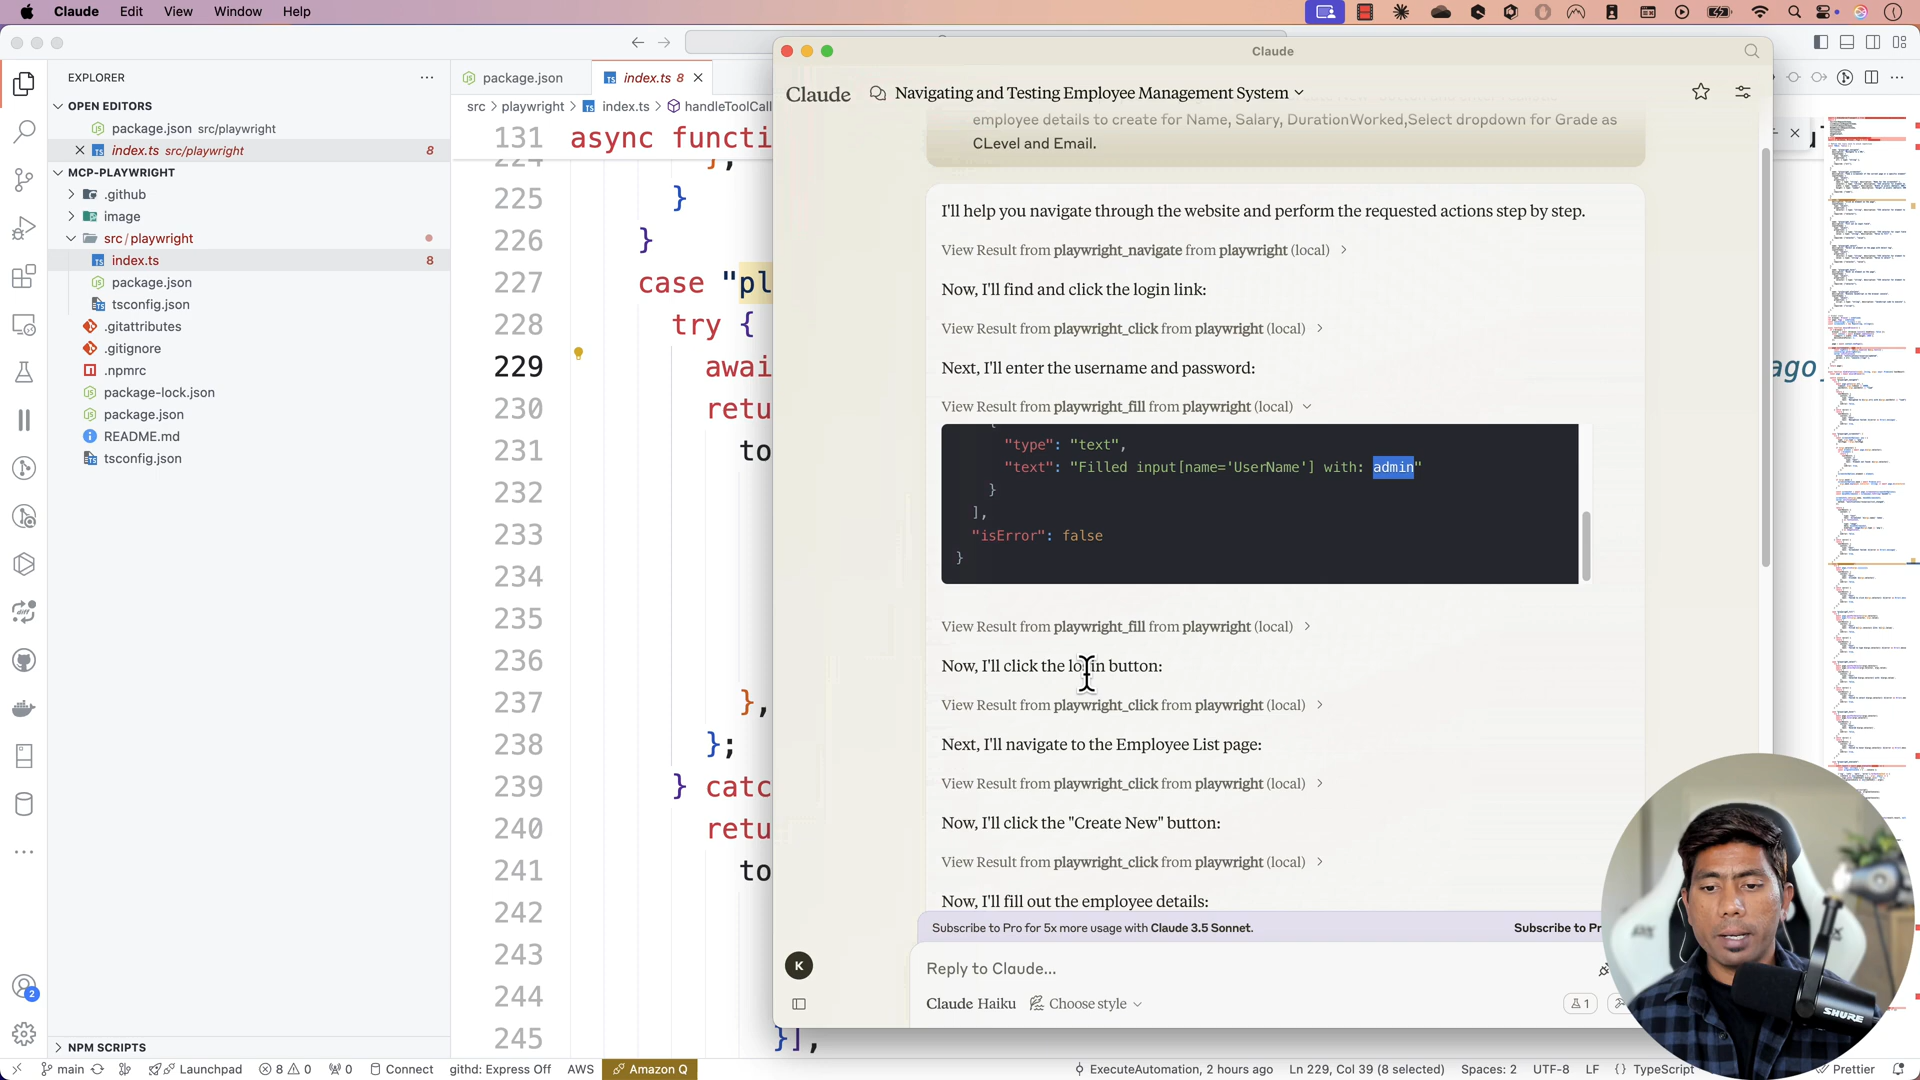 Claude Edit View Window Help
EXPLORER
OPEN EDITORS
package.json src/playwright
index.ts src/playwright 8
MCP-PLAYWRIGHT
.github
image
src/playwright
index.ts 8
package.json
tsconfig.json
.gitattributes
.gitignore
.npmrc
package-lock.json
package.json
README.md
tsconfig.json
NPM SCRIPTS
package.json index.ts 8
src > playwright > index.ts > handleToolCall
131 async functi
224 },
225 }
226 }
227 case "pl
228 try {
229 awai
230 retu
231 to
232
233
234
235
236
237 },
238 };
239 } catc
240 retu
241 to
242
243
244
245 }],
ago
Claude
Claude Navigating and Testing Employee Management System
employee details to create for Name, Salary, DurationWorked,Select dropdown for Grade as
CLevel and Email.
I'll help you navigate through the website and perform the requested actions step by step.
View Result from playwright_navigate from playwright (local)
Now, I'll find and click the login link:
View Result from playwright_click from playwright (local)
Next, I'll enter the username and password:
View Result from playwright_fill from playwright (local)
{
"type": "text",
"text": "Filled input[name='UserName'] with: admin"
}
],
"isError": false
}
View Result from playwright_fill from playwright (local)
Now, I'll click the login button:
View Result from playwright_click from playwright (local)
Next, I'll navigate to the Employee List page:
View Result from playwright_click from playwright (local)
Now, I'll click the "Create New" button:
View Result from playwright_click from playwright (local)
Now, I'll fill out the employee details:
Subscribe to Pro for 5x more usage with Claude 3.5 Sonnet. Subscribe to Pr
K
Reply to Claude...
Claude Haiku Choose style 1
SHURE
2
main Launchpad 8 0 0 Connect githd: Express Off AWS Amazon Q ExecuteAutomation, 2 hours ago Ln 229, Col 39 (8 selected) Spaces: 2 UTF-8 LF {} TypeScript Prettier